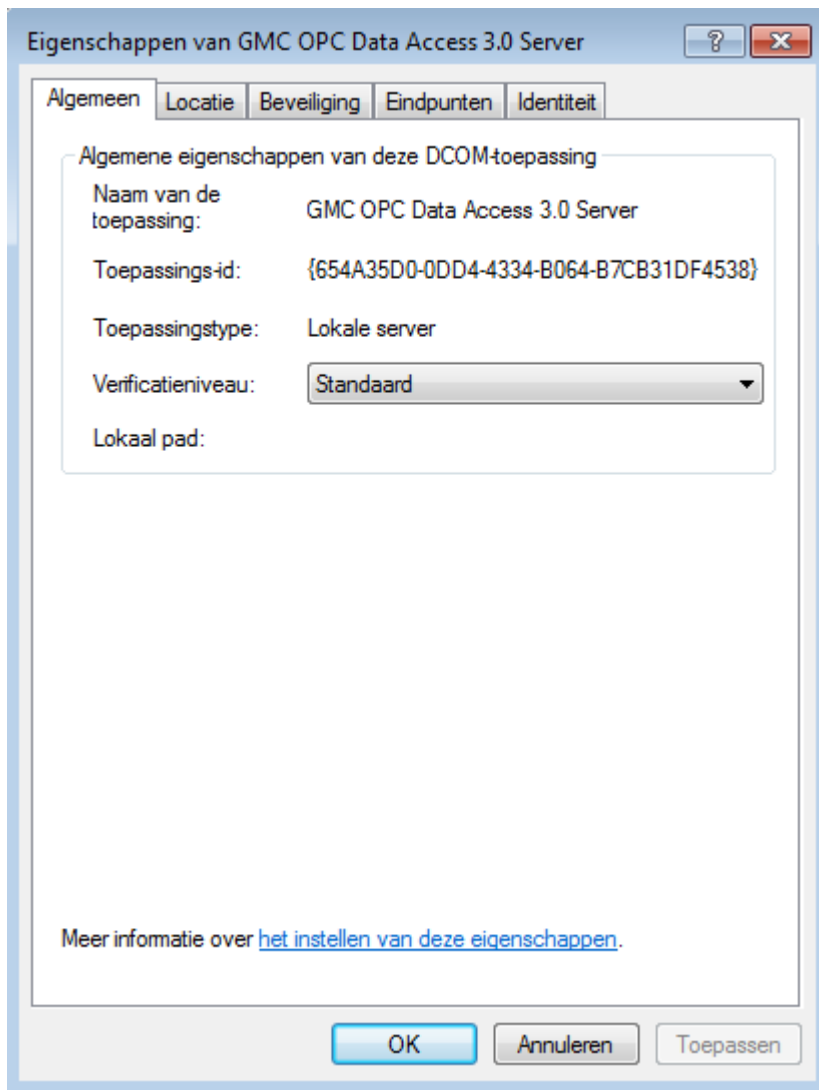 Eigenschappen van GMC OPC Data Access 3.0 Server
Algemeen Locatie Beveiliging Eindpunten Identiteit
Algemene eigenschappen van deze DCOM-toepassing
Naam van de
toepassing:
GMC OPC Data Access 3.0 Server
Toepassings-id: {654A35D0-0DD4-4334-B064-B7CB31DF4538}
Toepassingstype: Lokale server
Verificatieniveau: Standaard
Lokaal pad:
Meer informatie over het instellen van deze eigenschappen.
OK Annuleren Toepassen